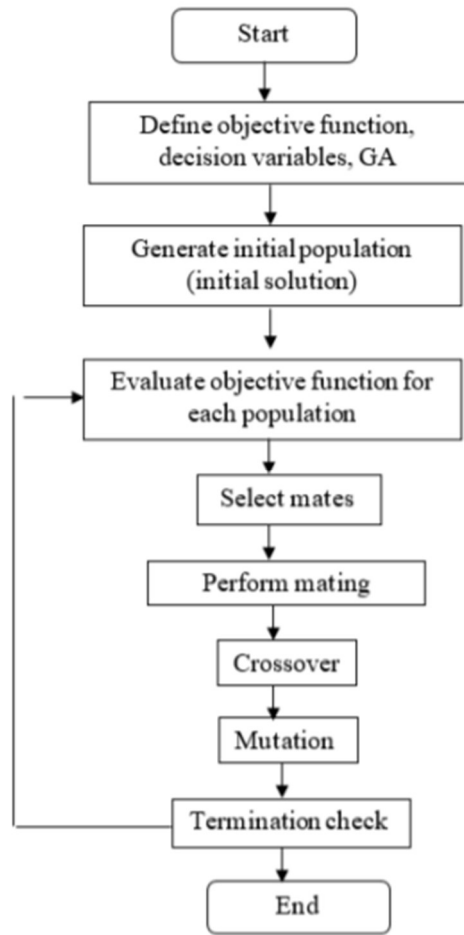 Start
Define objective function,
decision variables, GA
Generate initial population
(initial solution)
Evaluate objective function for
each population
Select mates
Perform mating
Crossover
Mutation
Termination check
End